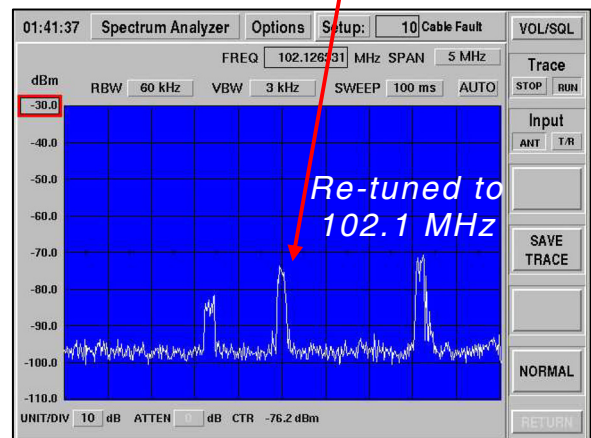 01:41:37 Spectrum Analyzer Options Setup: 10 Cable Fault VOL/SQL
FREQ 102.126931 MHz SPAN 5 MHz
dBm RBW 60 kHz VBW 3 kHz SWEEP 100 ms AUTO
Trace
STOP RUN
Input
ANT T/R
-30.0
-40.0
-50.0
-60.0
-70.0
-80.0
-90.0
-100.0
-110.0
Re-tuned to
102.1 MHz
SAVE
TRACE
NORMAL
UNIT/DIV 10 dB ATTEN 0 dB CTR -76.2 dBm
RETURN